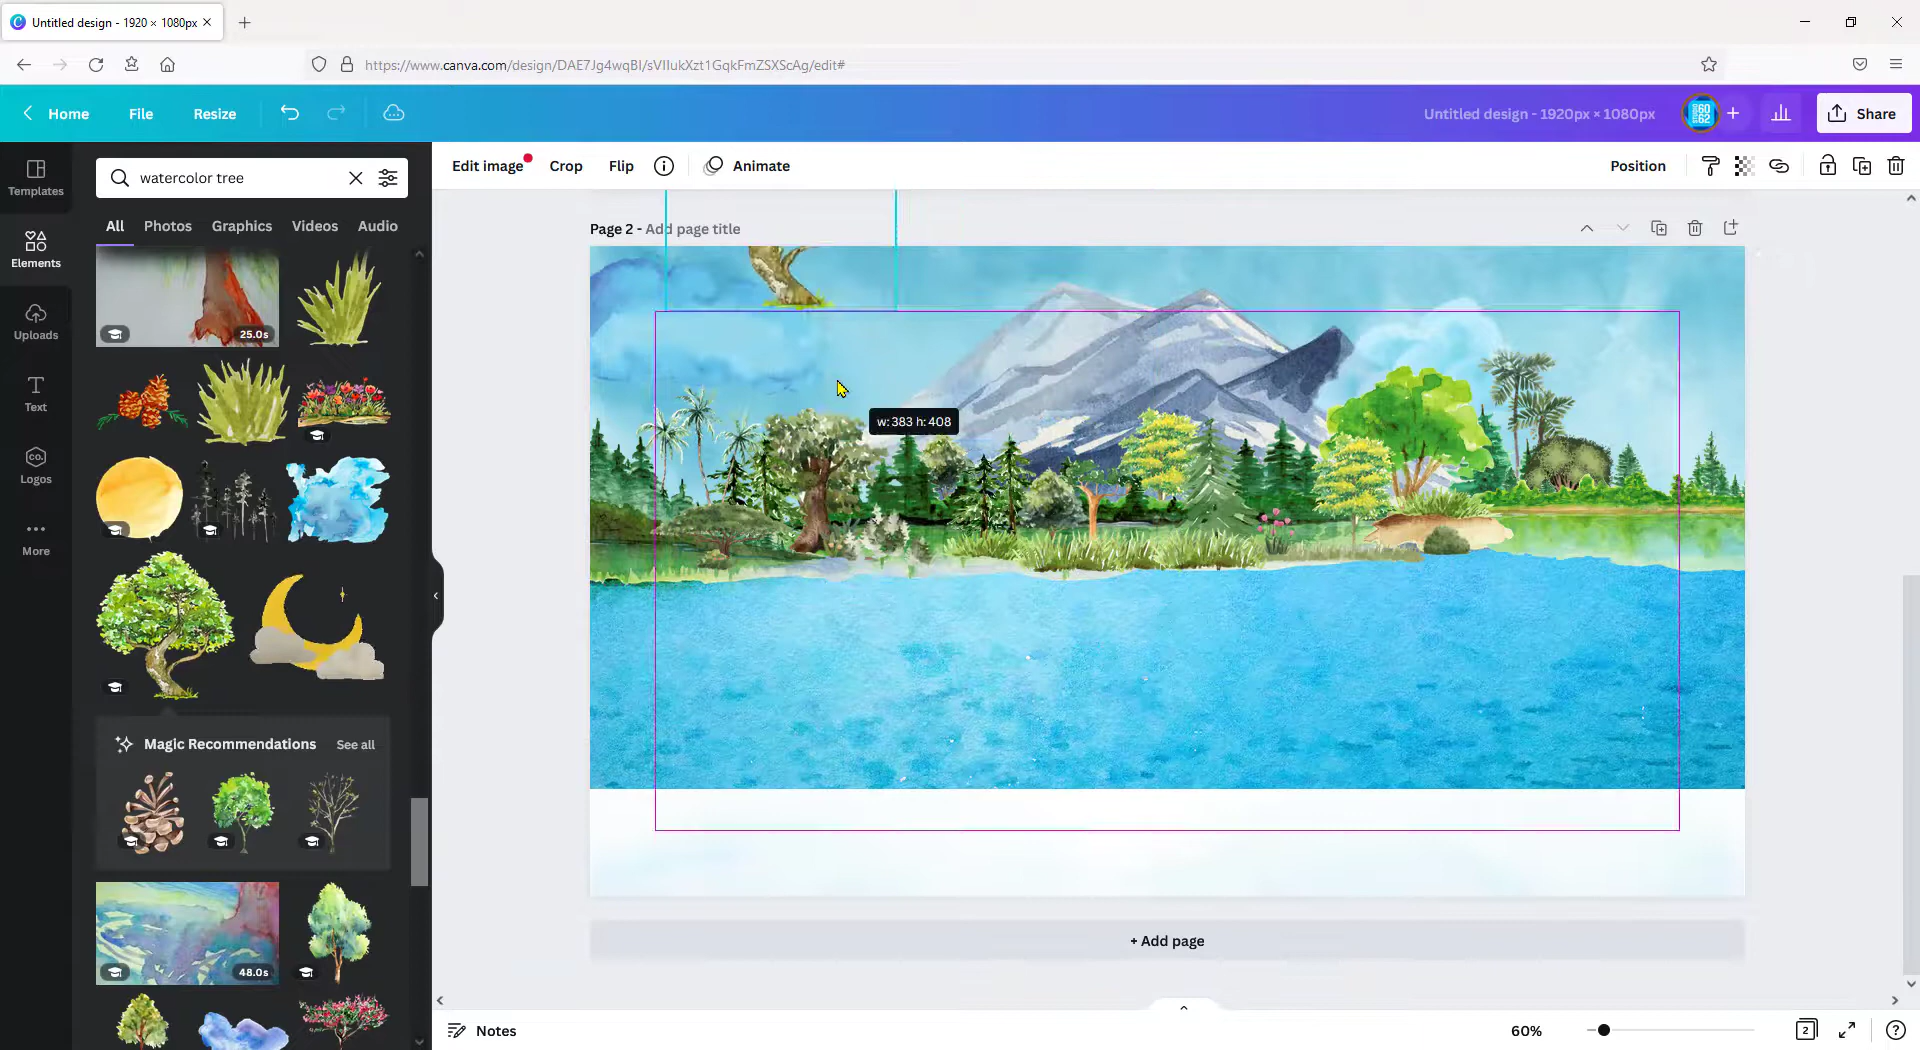 Untitled design - 1920 × 1080px
https://www.canva.com/design/DAE7Jg4wqBI/sVIIukXzt1GqkFmZSXScAg/edit#
Home
File
Resize
Untitled design - 1920px × 1080px
Share
Templates
Elements
Uploads
Text
CO.
Logos
More
watercolor tree
All
Photos
Graphics
Videos
Audio
25.0s
Magic Recommendations
See all
48.0s
Edit image
Crop
Flip
Animate
Position
Page 2 - Add page title
w: 383 h: 408
+ Add page
Notes
60%
2